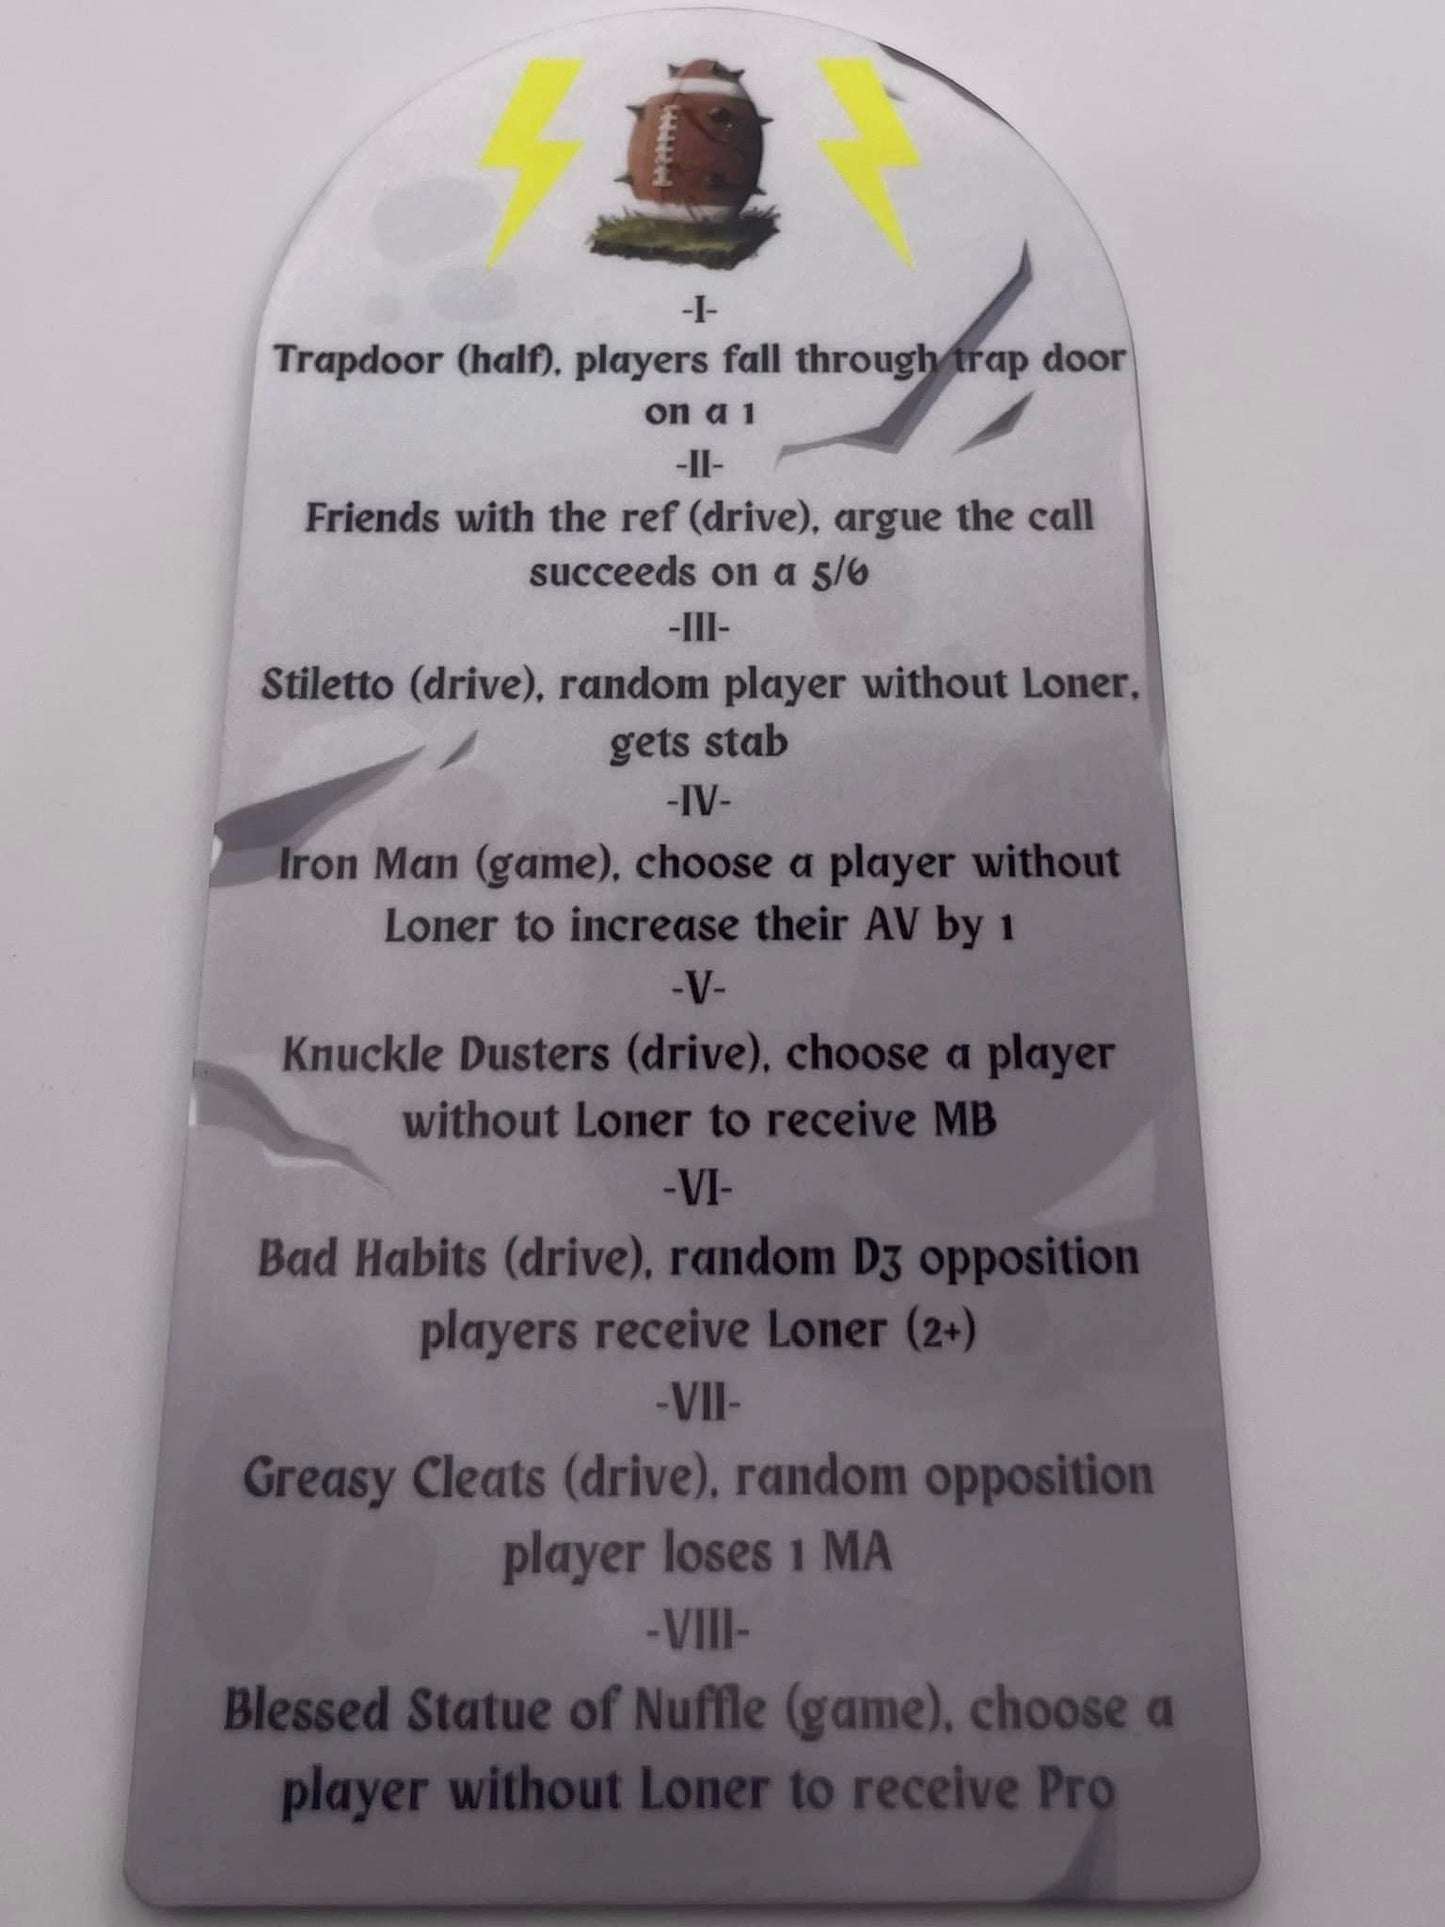 -I-
Trapdoor (half), players fall through trap door
on a 1
-II-
Friends with the ref (drive), argue the call
succeeds on a 5/6
-III-
Stiletto (drive), random player without Loner,
gets stab
-IV-
Iron Man (game), choose a player without
Loner to increase their AV by 1
-V-
Knuckle Dusters (drive), choose a player
without Loner to receive MB
-VI-
Bad Habits (drive), random D3 opposition
players receive Loner (2+)
-VII-
Greasy Cleats (drive), random opposition
player loses 1 MA
-VIII-
Blessed Statue of Nuffle (game), choose a
player without Loner to receive Pro